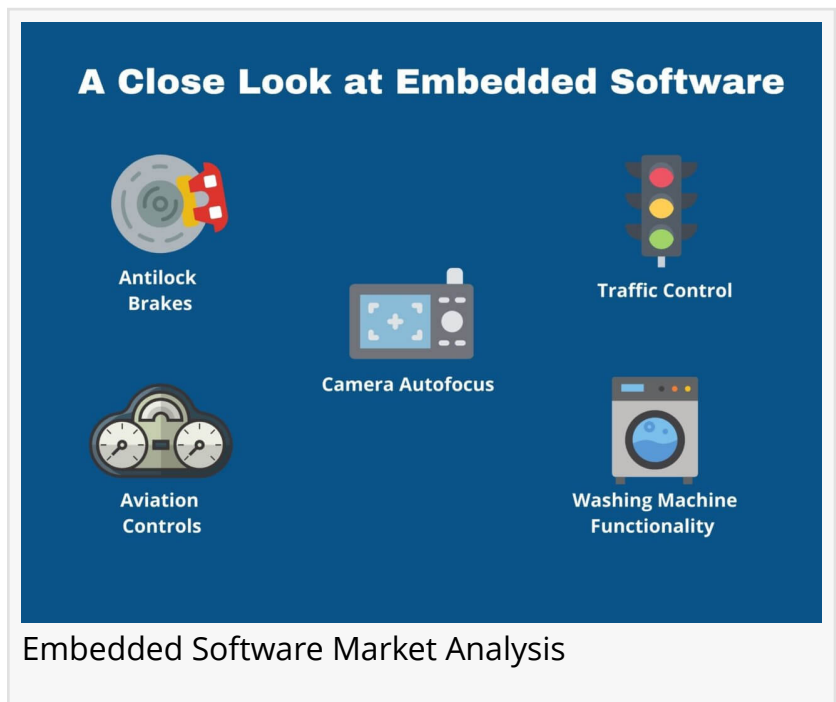 A Close Look at Embedded Software
Antilock
Brakes
Traffic Control
Camera Autofocus
Aviation
Controls
Washing Machine
Functionality
Embedded Software Market Analysis